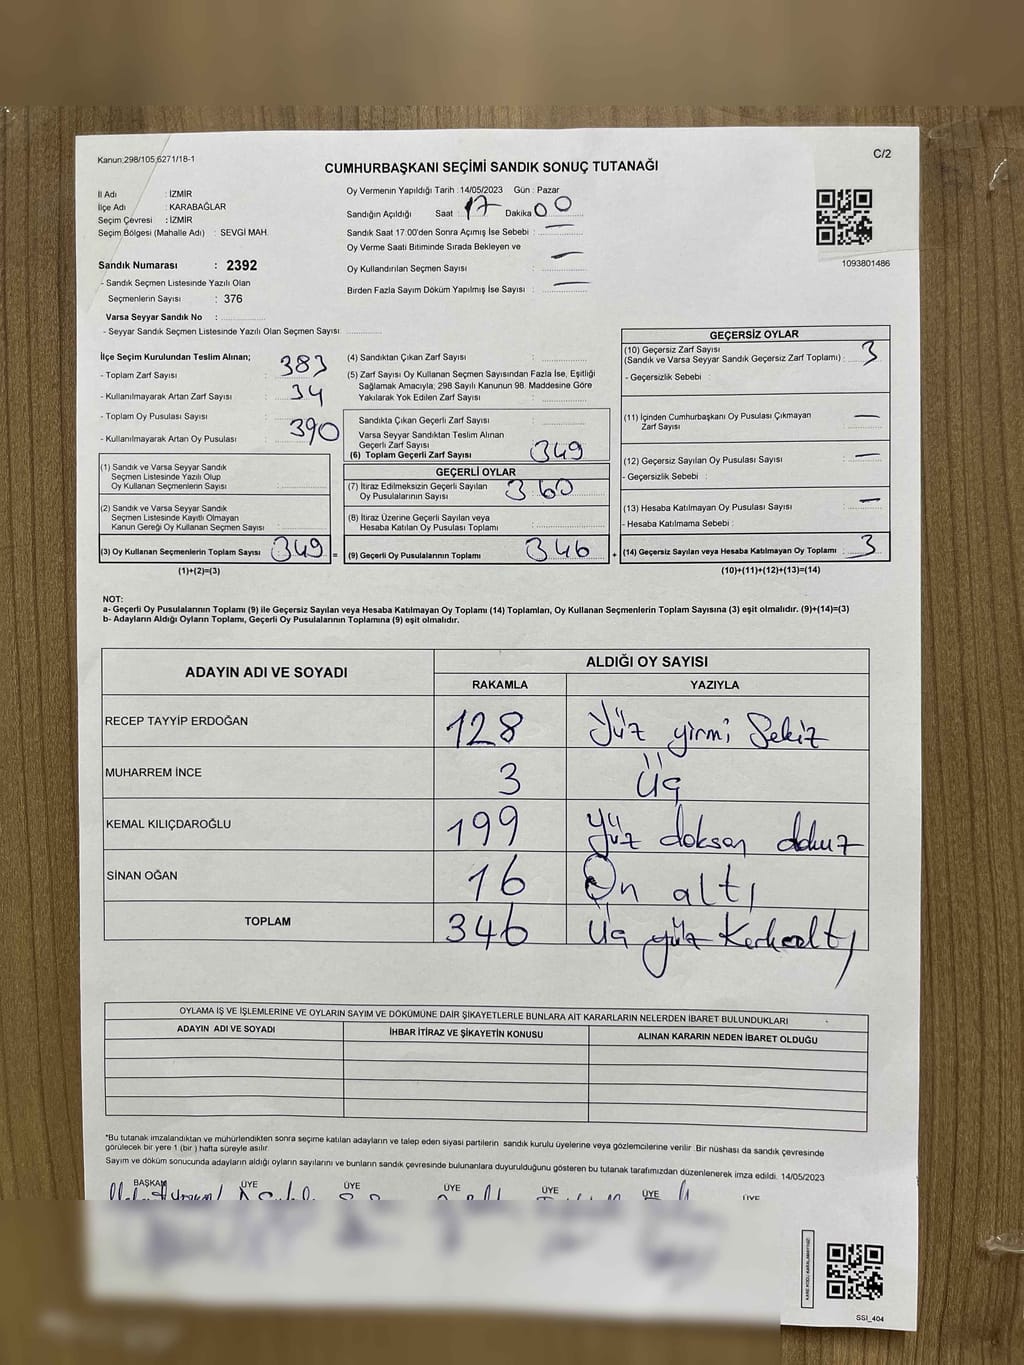 Kanun:298/105,6271/18-1
C/2
CUMHURBAŞKANI SEÇİMİ SANDIK SONUÇ TUTANAĞI
İl Adı : İZMİR
İlçe Adı : KARABAĞLAR
Seçim Çevresi : İZMİR
Seçim Bölgesi (Mahalle Adı) : SEVGİ MAH.
Sandık Numarası : 2392
- Sandık Seçmen Listesinde Yazılı Olan
Seçmenlerin Sayısı : 376
Varsa Seyyar Sandık No :
- Seyyar Sandık Seçmen Listesinde Yazılı Olan Seçmen Sayısı:
Oy Vermenin Yapıldığı Tarih : 14/05/2023 Gün : Pazar
Sandığın Açıldığı Saat : 17 Dakika 00
Sandık Saat 17:00'den Sonra Açımış İse Sebebi : —
Oy Verme Saati Bitiminde Sırada Bekleyen ve
Oy Kullandırılan Seçmen Sayısı : —
Birden Fazla Sayım Döküm Yapılmış İse Sayısı : —
1093801486
İlçe Seçim Kurulundan Teslim Alınan;
- Toplam Zarf Sayısı : 383
- Kullanılmayarak Artan Zarf Sayısı : 34
- Toplam Oy Pusulası Sayısı : 390
- Kullanılmayarak Artan Oy Pusulası :
(1) Sandık ve Varsa Seyyar Sandık
Seçmen Listesinde Yazılı Olup
Oy Kullanan Seçmenlerin Sayısı :
(2) Sandık ve Varsa Seyyar Sandık
Seçmen Listesinde Kayıtlı Olmayan
Kanun Gereği Oy Kullanan Seçmen Sayısı :
(3) Oy Kullanan Seçmenlerin Toplam Sayısı : 349 =
(1)+(2)=(3)
(4) Sandıktan Çıkan Zarf Sayısı :
(5) Zarf Sayısı Oy Kullanan Seçmen Sayısından Fazla İse, Eşitliği
Sağlamak Amacıyla; 298 Sayılı Kanunun 98. Maddesine Göre
Yakılarak Yok Edilen Zarf Sayısı :
Sandıkta Çıkan Geçerli Zarf Sayısı :
Varsa Seyyar Sandıktan Teslim Alınan
Geçerli Zarf Sayısı :
(6) Toplam Geçerli Zarf Sayısı : 349
GEÇERLİ OYLAR
(7) İtiraz Edilmeksizin Geçerli Sayılan
Oy Pusulalarının Sayısı : 360
(8) İtiraz Üzerine Geçerli Sayılan veya
Hesaba Katılan Oy Pusulası Toplamı :
(9) Geçerli Oy Pusulalarının Toplamı : 346 +
GEÇERSİZ OYLAR
(10) Geçersiz Zarf Sayısı
(Sandık ve Varsa Seyyar Sandık Geçersiz Zarf Toplamı) : 3
- Geçersizlik Sebebi :
(11) İçinden Cumhurbaşkanı Oy Pusulası Çıkmayan
Zarf Sayısı : —
(12) Geçersiz Sayılan Oy Pusulası Sayısı : —
- Geçersizlik Sebebi :
(13) Hesaba Katılmayan Oy Pusulası Sayısı : —
- Hesaba Katılmama Sebebi :
(14) Geçersiz Sayılan veya Hesaba Katılmayan Oy Toplamı : 3
(10)+(11)+(12)+(13)=(14)
NOT:
a- Geçerli Oy Pusulalarının Toplamı (9) ile Geçersiz Sayılan veya Hesaba Katılmayan Oy Toplamı (14) Toplamları, Oy Kullanan Seçmenlerin Toplam Sayısına (3) eşit olmalıdır. (9)+(14)=(3)
b- Adayların Aldığı Oyların Toplamı, Geçerli Oy Pusulalarının Toplamına (9) eşit olmalıdır.
ADAYIN ADI VE SOYADI
ALDIĞI OY SAYISI
RAKAMLA YAZIYLA
RECEP TAYYİP ERDOĞAN 128 Yüz yirmi Sekiz
MUHARREM İNCE 3 Üç
KEMAL KILIÇDAROĞLU 199 Yüz doksan dokuz
SİNAN OĞAN 16 On altı
TOPLAM 346 Üç yüz Kırkaltı
OYLAMA İŞ VE İŞLEMLERİNE VE OYLARIN SAYIM VE DÖKÜMÜNE DAİR ŞİKAYETLERLE BUNLARA AİT KARARLARIN NELERDEN İBARET BULUNDUKLARI
ADAYIN ADI VE SOYADI İHBAR İTİRAZ VE ŞİKAYETİN KONUSU ALINAN KARARIN NEDEN İBARET OLDUĞU
*Bu tutanak imzalandıktan ve mühürlendikten sonra seçime katılan adayların ve talep eden siyasi partilerin sandık kurulu üyelerine veya gözlemcilerine verilir. Bir nüshası da sandık çevresinde
görülecek bir yere 1 (bir ) hafta süreyle asılır.
Sayım ve döküm sonucunda adayların aldığı oyların sayılarını ve bunların sandık çevresinde bulunanlara duyurulduğunu gösteren bu tutanak tarafımızdan düzenlenerek imza edildi. 14/05/2023
BAŞKAN ÜYE ÜYE ÜYE ÜYE ÜYE ÜYE
SSI_404